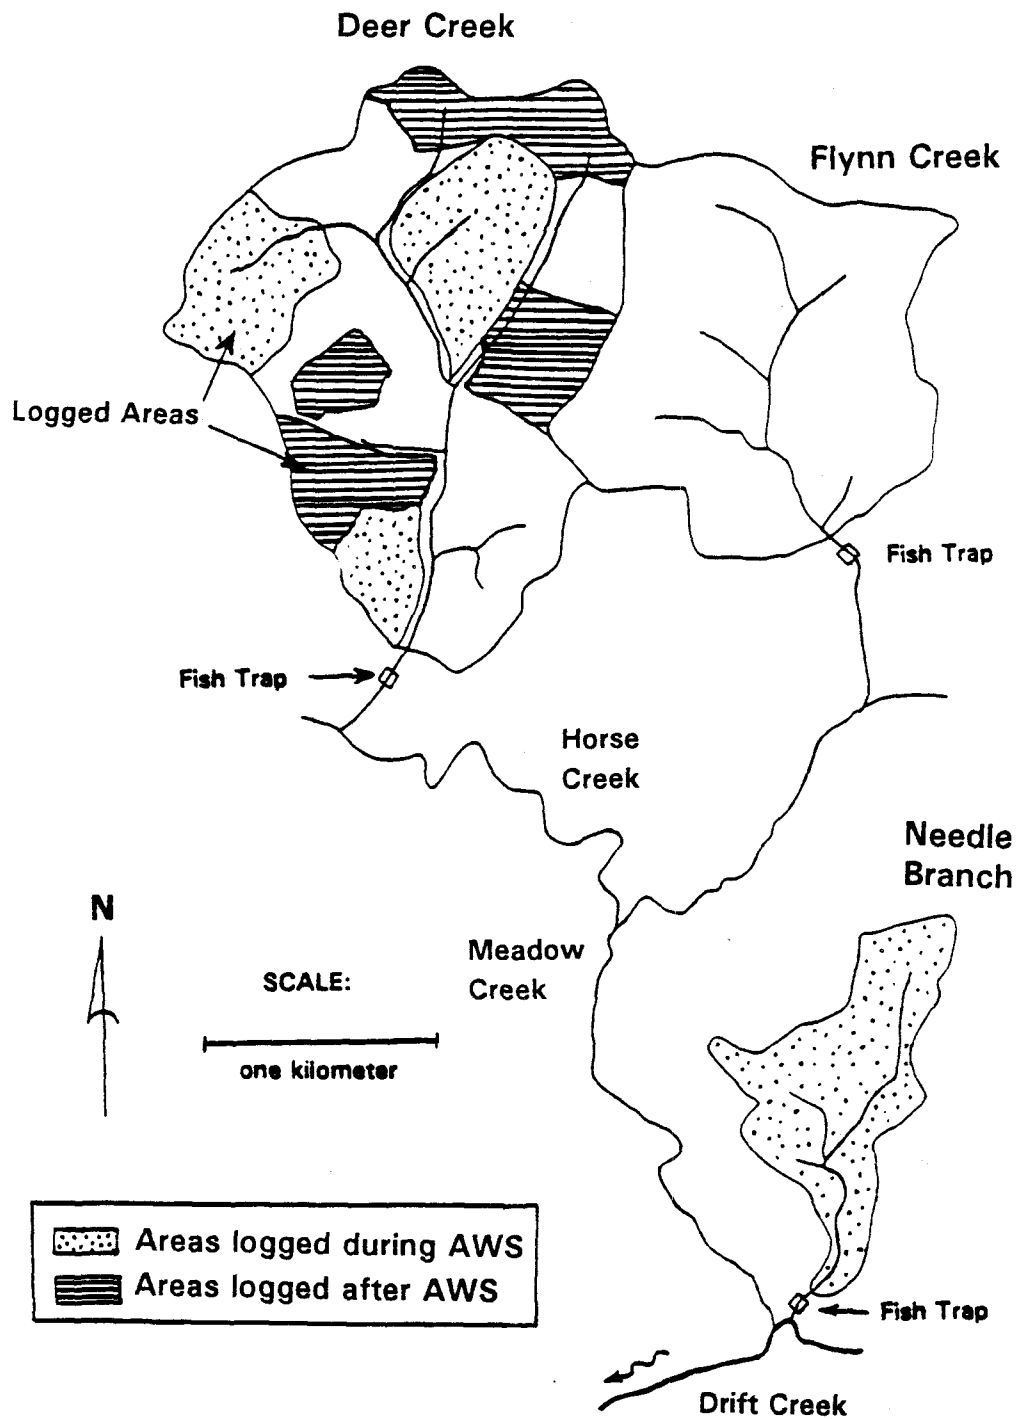 Deer Creek
Flynn Creek
Logged Areas
Fish Trap
Fish Trap
Horse
Creek
Needle
Branch
N
Meadow
Creek
SCALE:
one kilometer
Areas logged during AWS
Areas logged after AWS
Fish Trap
Drift Creek